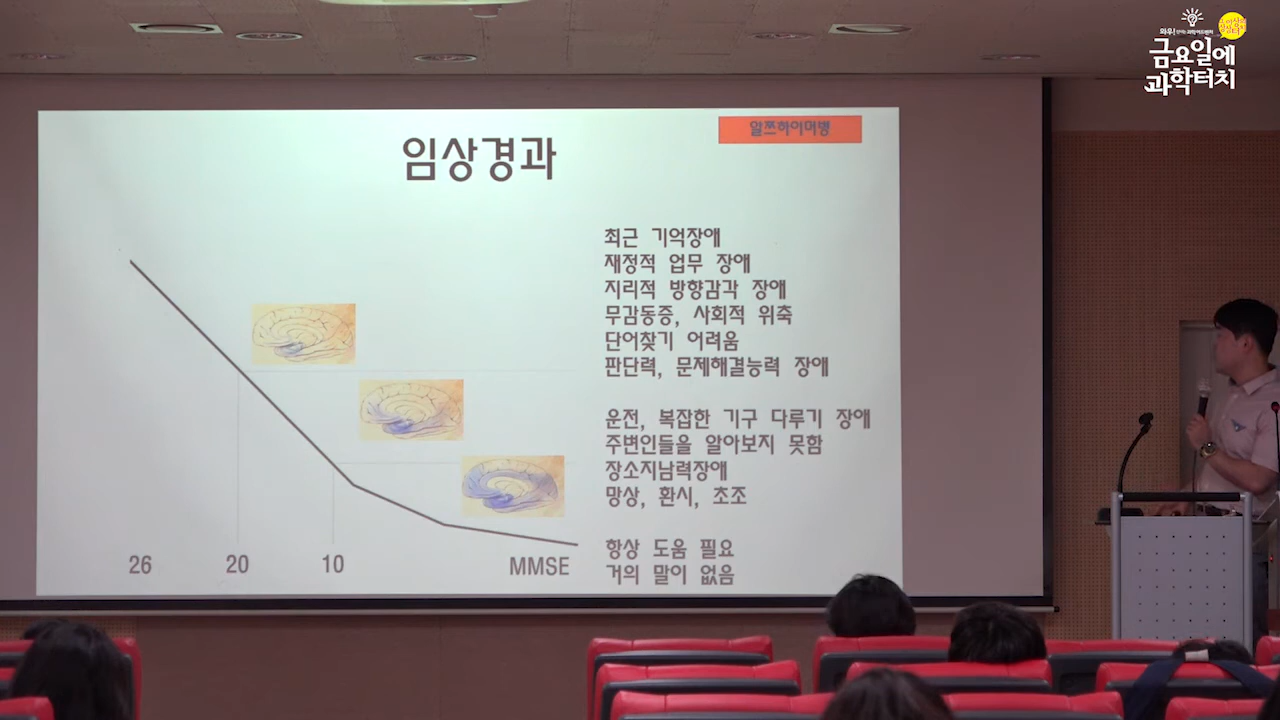 금요일에
과학터치
알쯔하이머병
임상경과
최근 기억장애
재정적 업무 장애
지리적 방향감각 장애
무감동증, 사회적 위축
단어찾기 어려움
판단력, 문제해결능력 장애
운전, 복잡한 기구 다루기 장애
주변인들을 알아보지 못함
장소지남력장애
망상, 환시, 초조
항상 도움 필요
거의 말이 없음
26 20 10 MMSE